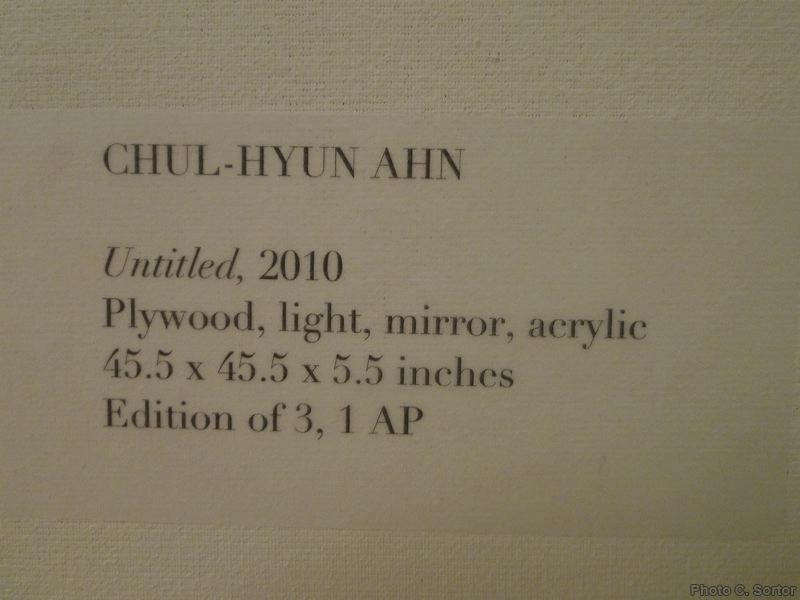 CHUL-HYUN AHN
Untitled, 2010
Plywood, light, mirror, acrylic
45.5 x 45.5 x 5.5 inches
Edition of 3, 1 AP
Photo C. Sortor